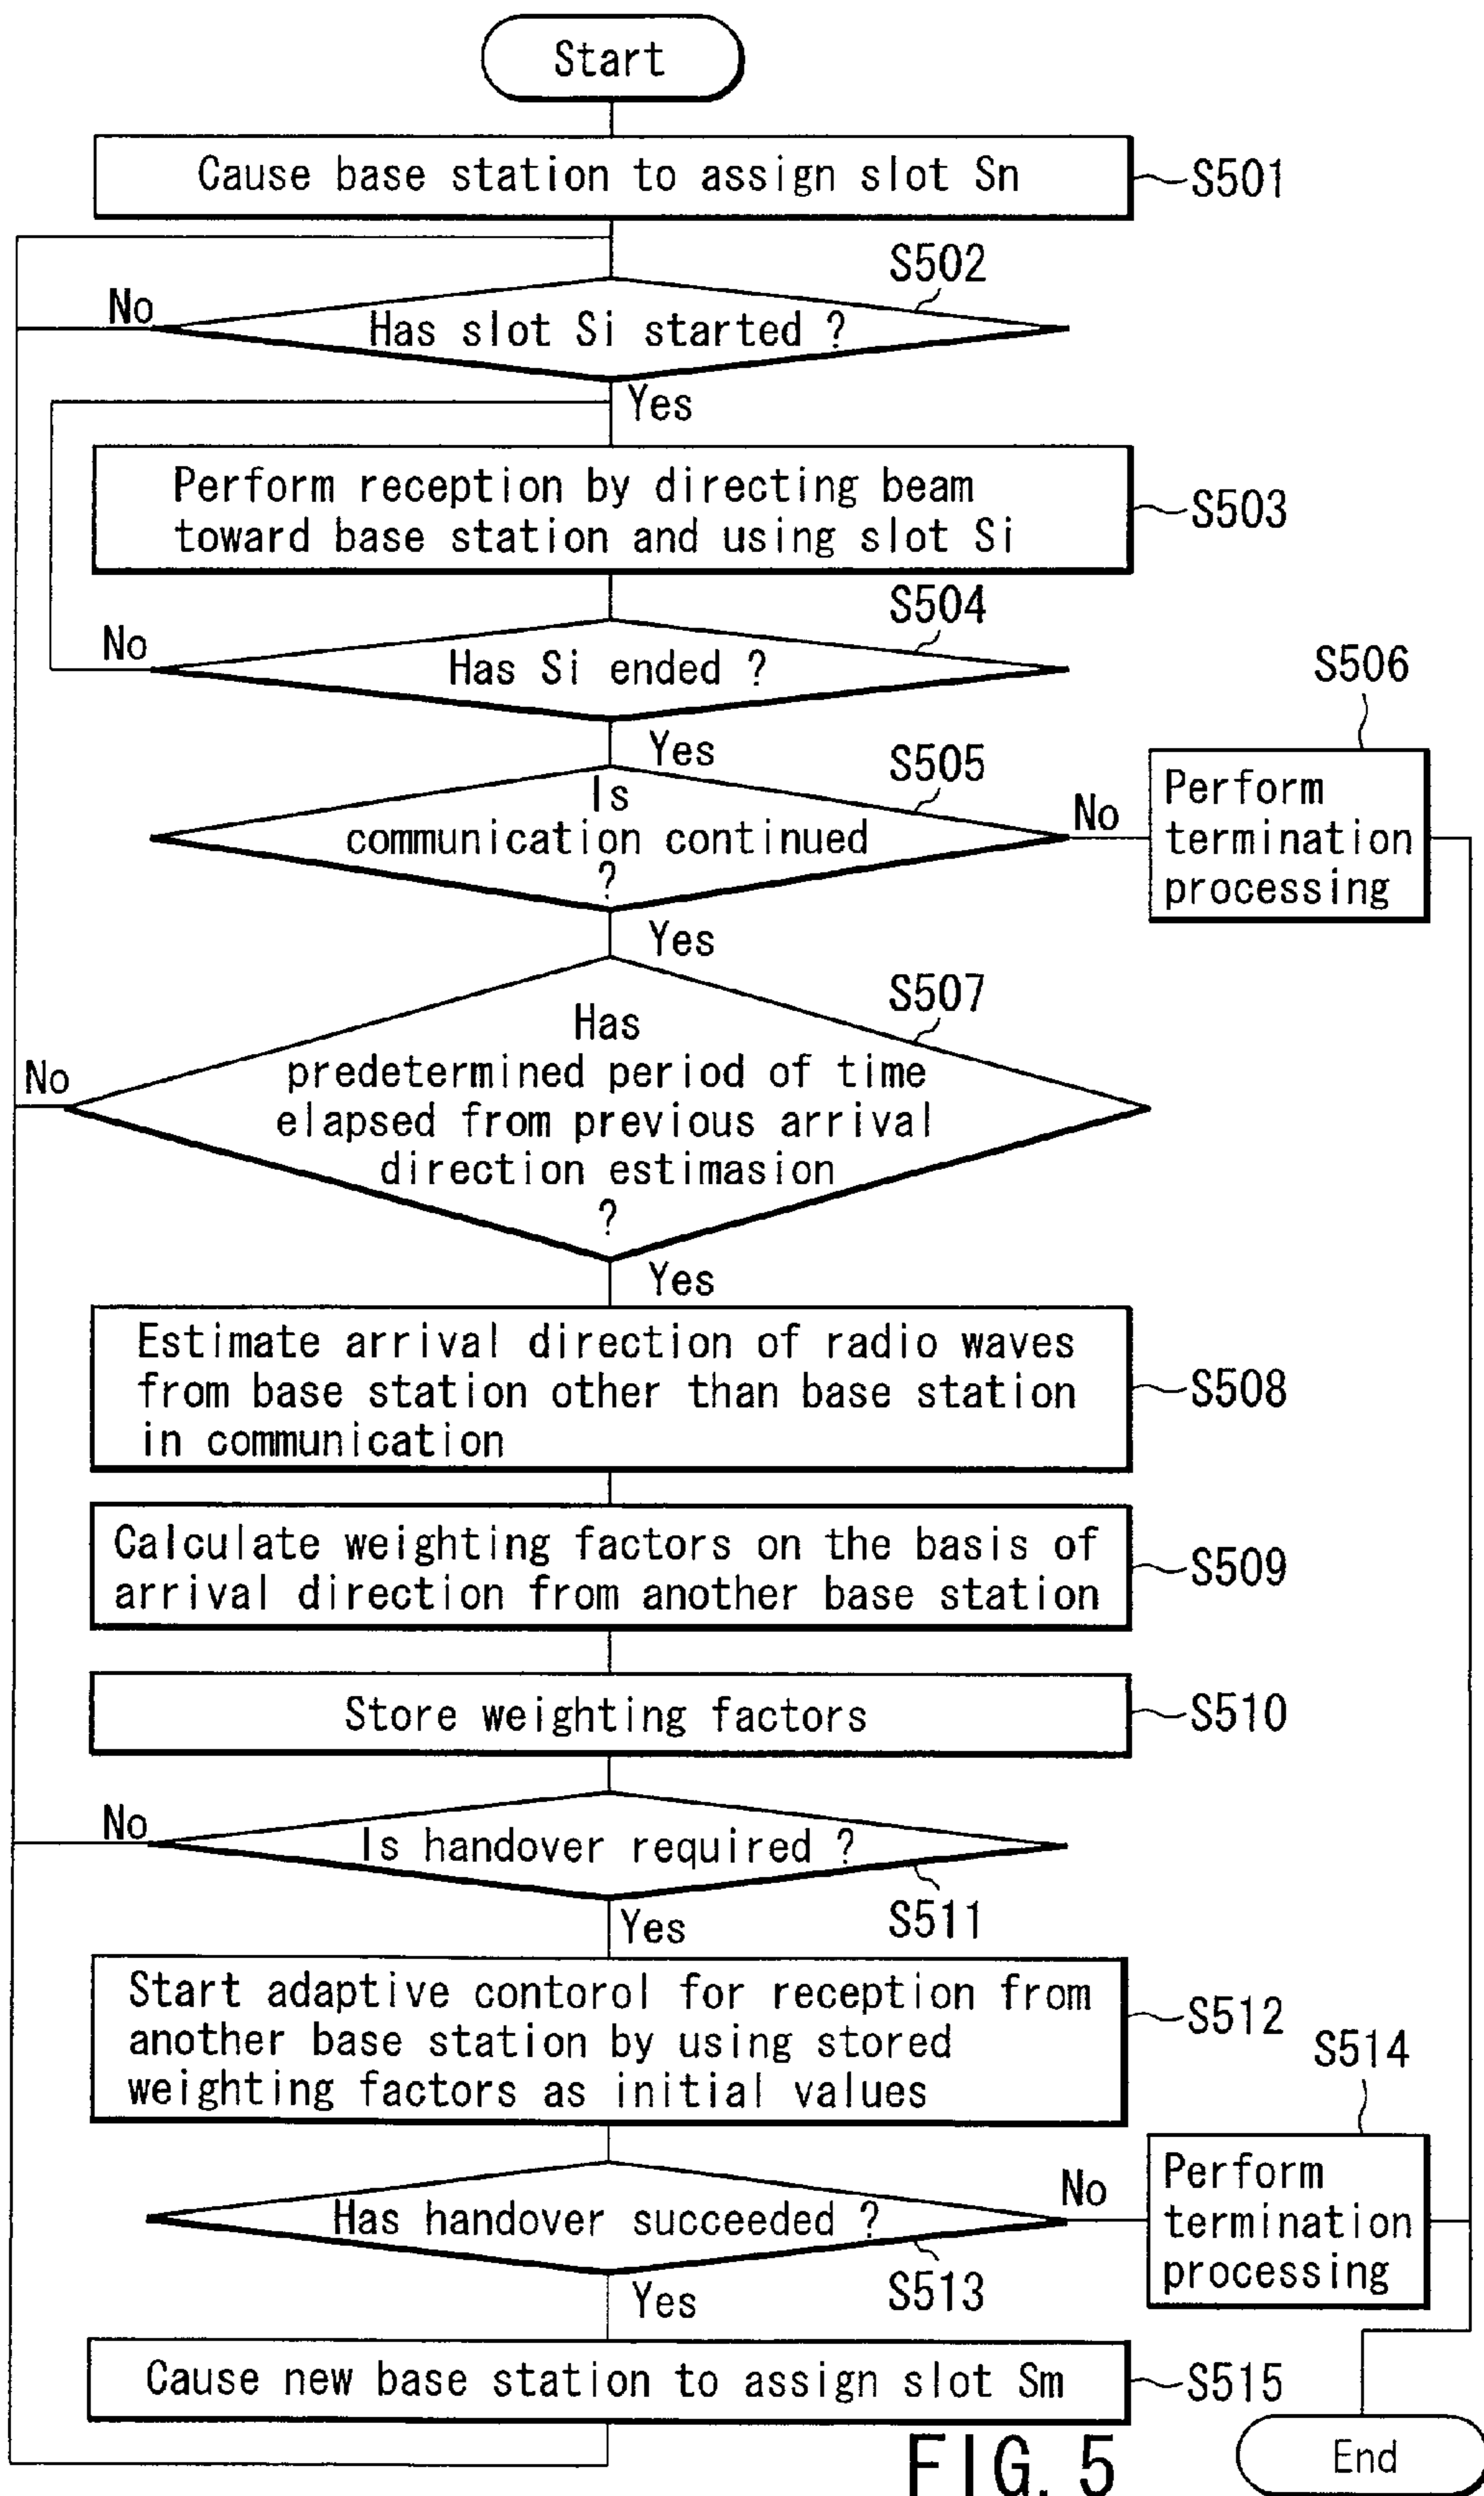 Start
Cause base station to assign slot Sn
S501
S502
No
Has slot Si started ?
Yes
Perform reception by directing beam
toward base station and using slot Si
S503
S504
No
Has Si ended ?
S506
Yes
S505
Is
communication continued
?
No
Perform
termination
processing
Yes
S507
Has
predetermined period of time
elapsed from previous arrival
direction estimasion
?
No
Yes
Estimate arrival direction of radio waves
from base station other than base station
in communication
S508
Calculate weighting factors on the basis of
arrival direction from another base station
S509
Store weighting factors
S510
No
Is handover required ?
S511
Yes
Start adaptive contorol for reception from
another base station by using stored
weighting factors as initial values
S512
S514
Has handover succeeded ?
No
Perform
termination
processing
S513
Yes
Cause new base station to assign slot Sm
S515
FIG. 5
End